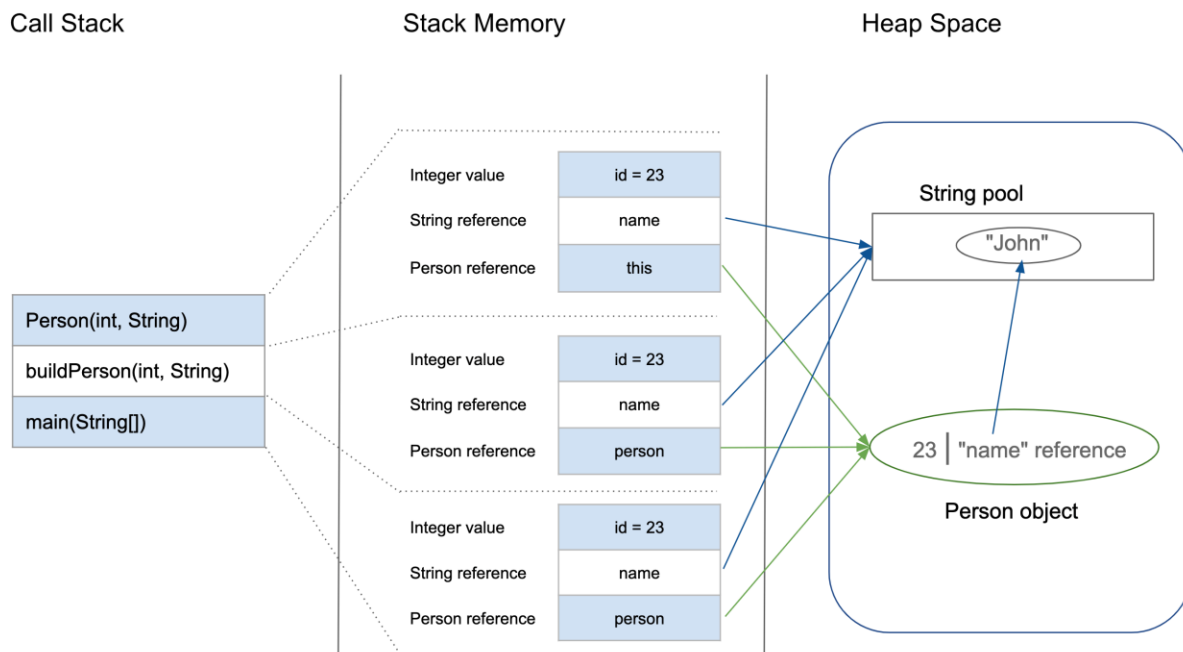 Call Stack
Stack Memory
Heap Space
Person(int, String)
buildPerson(int, String)
main(String[])
Integer value
id = 23
String reference
name
Person reference
this
Integer value
id = 23
String reference
name
Person reference
person
Integer value
id = 23
String reference
name
Person reference
person
String pool
"John"
23 | "name" reference
Person object